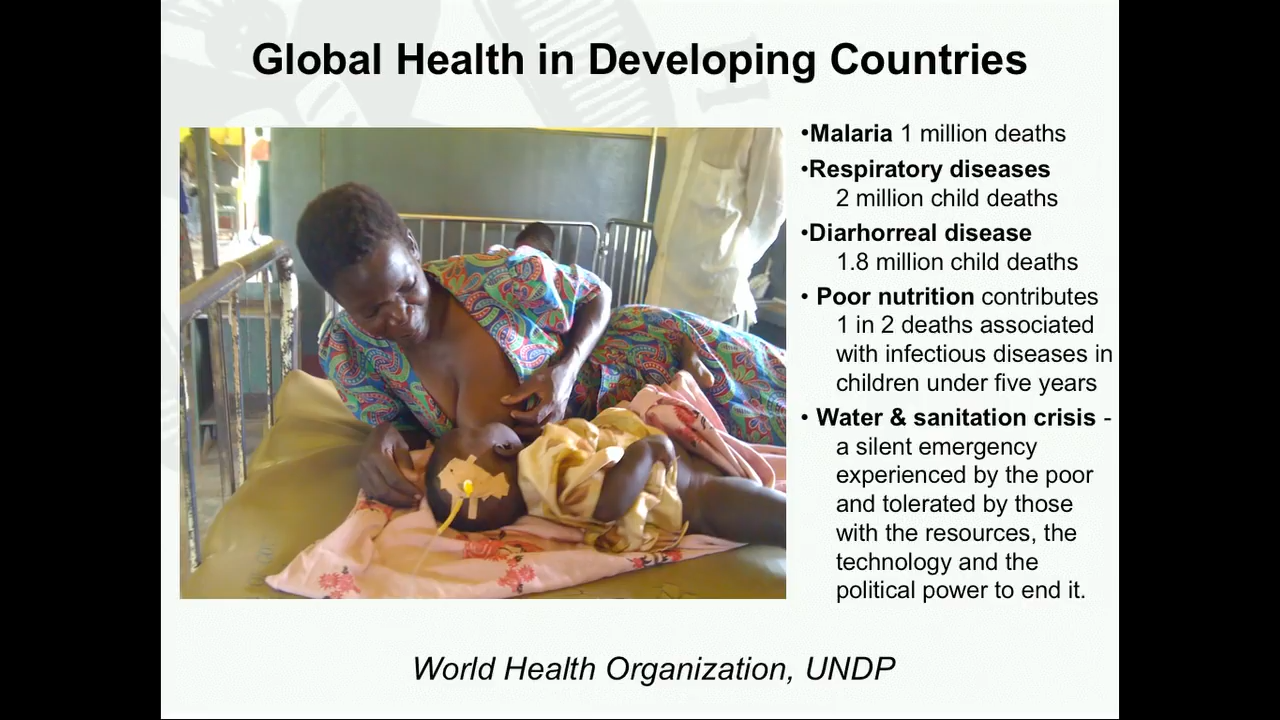 Global Health in Developing Countries
•Malaria 1 million deaths
•Respiratory diseases
2 million child deaths
•Diarhorreal disease
1.8 million child deaths
• Poor nutrition contributes
1 in 2 deaths associated
with infectious diseases in
children under five years
• Water & sanitation crisis -
a silent emergency
experienced by the poor
and tolerated by those
with the resources, the
technology and the
political power to end it.
World Health Organization, UNDP